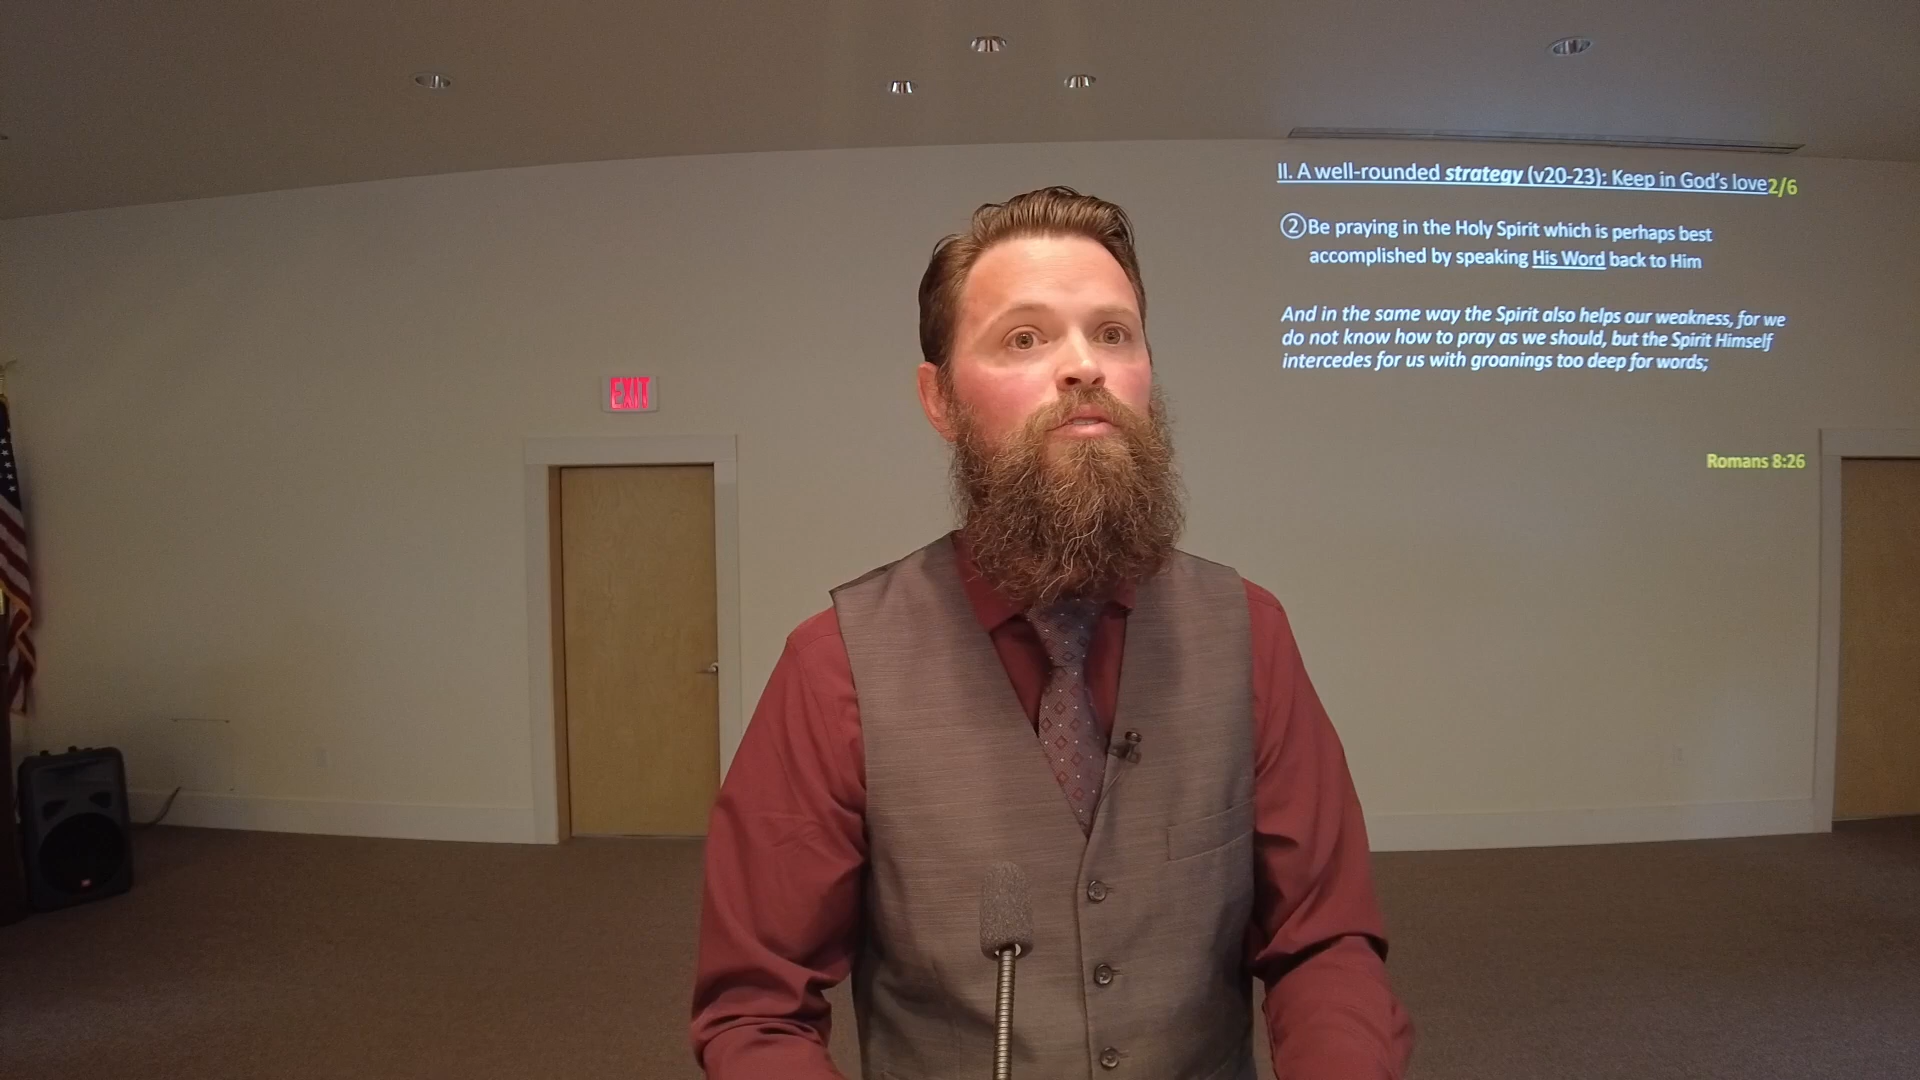 II. A well-rounded strategy (v20-23): Keep in God's love 2/6
② Be praying in the Holy Spirit which is perhaps best
accomplished by speaking His Word back to Him
And in the same way the Spirit also helps our weakness, for we
do not know how to pray as we should, but the Spirit Himself
intercedes for us with groanings too deep for words;
EXIT
Romans 8:26